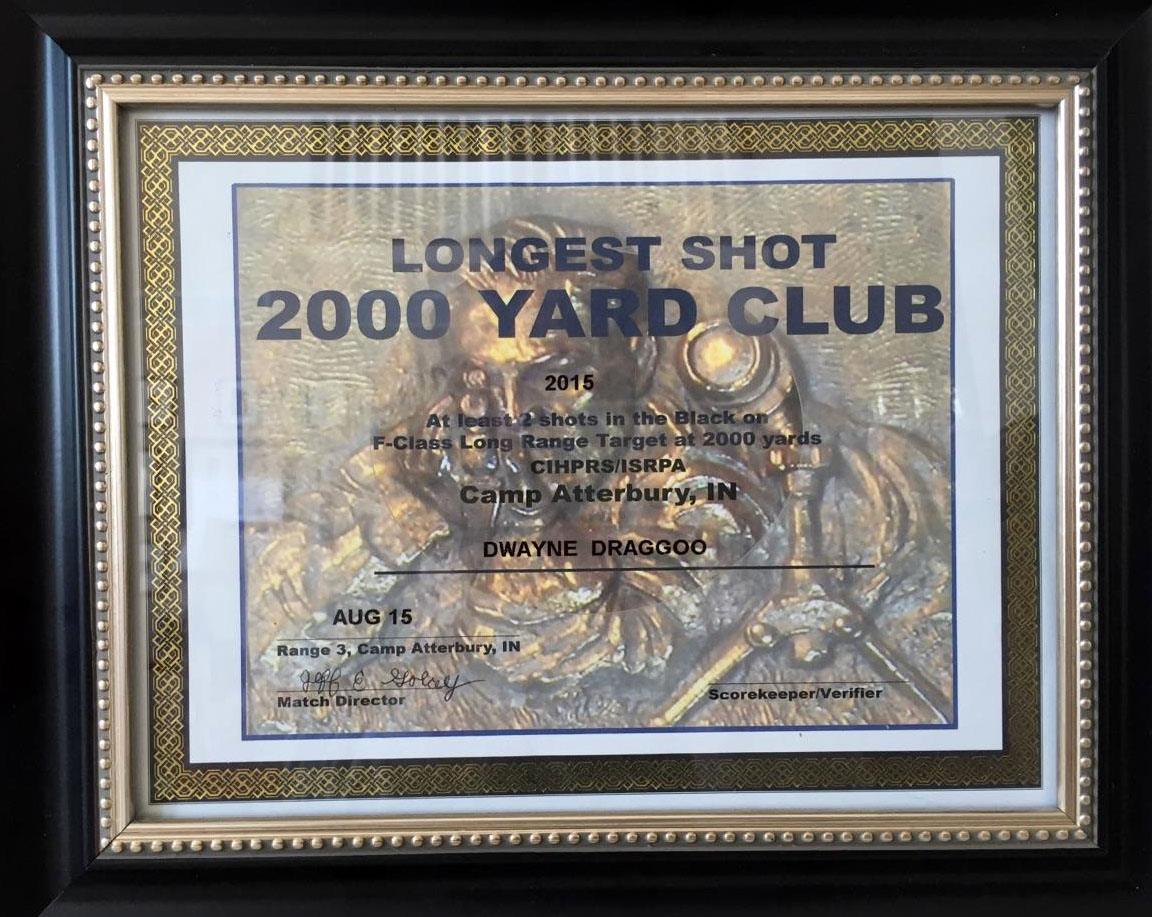 LONGEST SHOT
2000 YARD CLUB
2015
At least 2 shots in the Black on
F-Class Long Range Target at 2000 yards
CIHPRS/ISRPA
Camp Atterbury, IN
DWAYNE DRAGGOO
AUG 15
Range 3, Camp Atterbury, IN
Jeff E
Match Director
Scorekeeper/Verifier